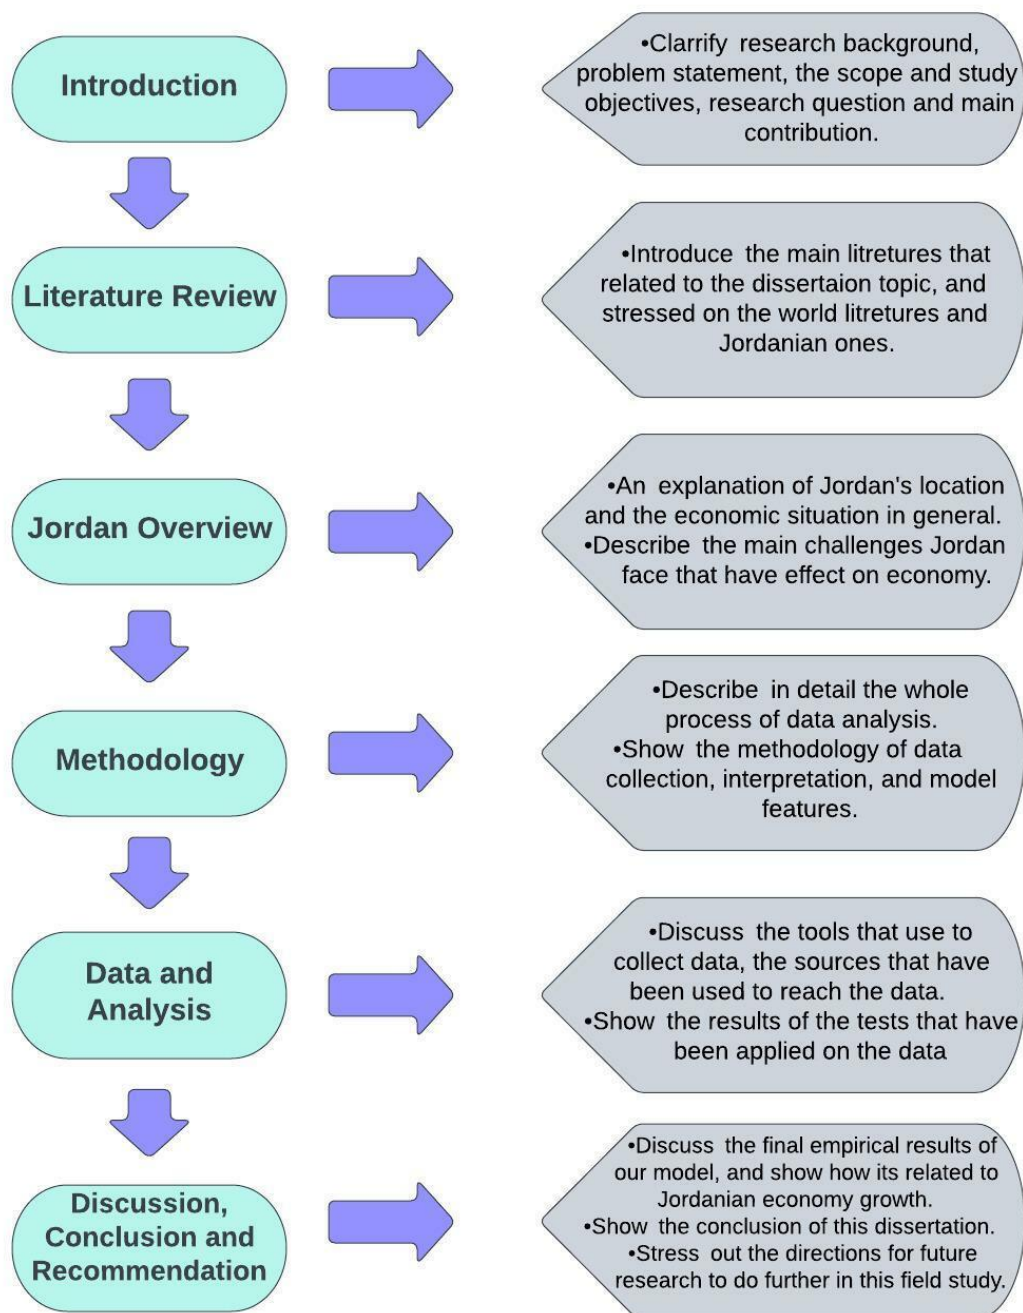 Introduction
•Clarrify research background,
problem statement, the scope and study
objectives, research question and main
contribution.
Literature Review
•Introduce the main litretures that
related to the dissertaion topic, and
stressed on the world litretures and
Jordanian ones.
Jordan Overview
•An explanation of Jordan's location
and the economic situation in general.
•Describe the main challenges Jordan
face that have effect on economy.
Methodology
•Describe in detail the whole
process of data analysis.
•Show the methodology of data
collection, interpretation, and model
features.
Data and
Analysis
•Discuss the tools that use to
collect data, the sources that have
been used to reach the data.
•Show the results of the tests that have
been applied on the data
Discussion,
Conclusion and
Recommendation
•Discuss the final empirical results of
our model, and show how its related to
Jordanian economy growth.
•Show the conclusion of this dissertation.
•Stress out the directions for future
research to do further in this field study.